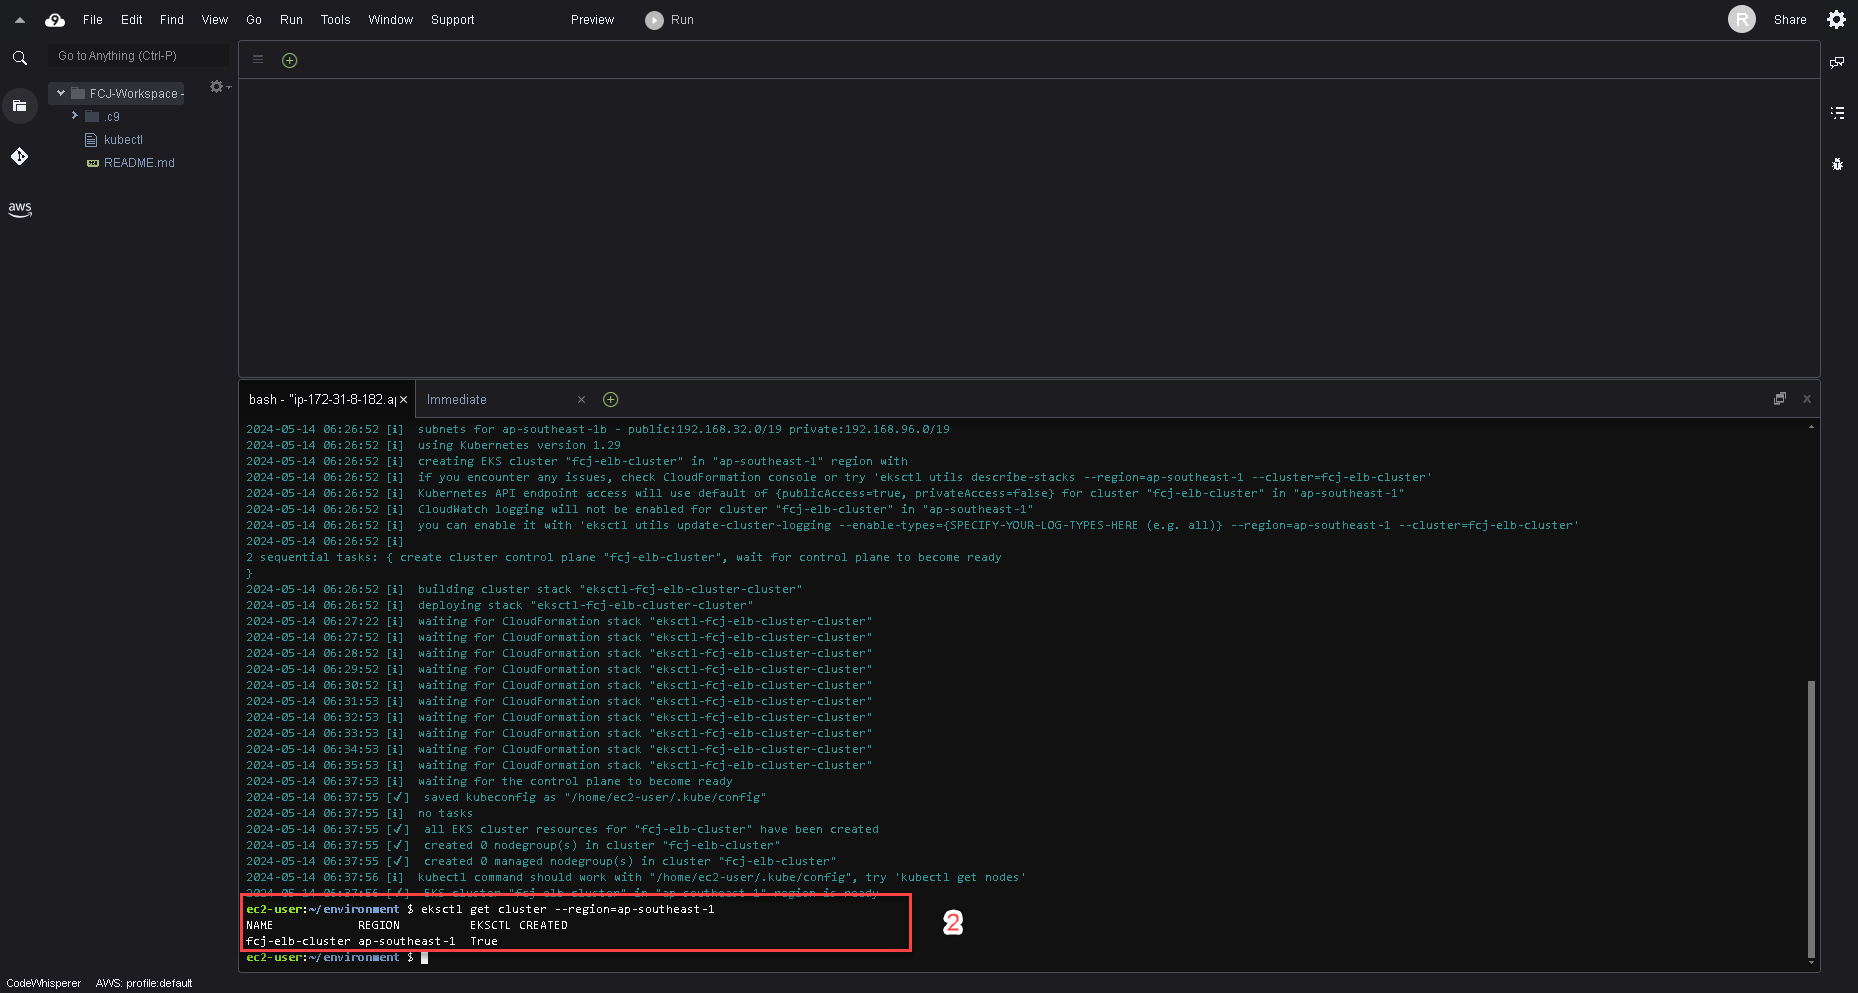 File Edit Find View Go Run Tools Window Support Preview Run R Share
Go to Anything (Ctrl-P)
FCJ-Workspace -
.c9
kubectl
README.md
aws
bash - "ip-172-31-8-182.ap × Immediate ×
2024-05-14 06:26:52 [i] subnets for ap-southeast-1b - public:192.168.32.0/19 private:192.168.96.0/19
2024-05-14 06:26:52 [i] using Kubernetes version 1.29
2024-05-14 06:26:52 [i] creating EKS cluster "fcj-elb-cluster" in "ap-southeast-1" region with
2024-05-14 06:26:52 [i] if you encounter any issues, check CloudFormation console or try 'eksctl utils describe-stacks --region=ap-southeast-1 --cluster=fcj-elb-cluster'
2024-05-14 06:26:52 [i] Kubernetes API endpoint access will use default of {publicAccess=true, privateAccess=false} for cluster "fcj-elb-cluster" in "ap-southeast-1"
2024-05-14 06:26:52 [i] CloudWatch logging will not be enabled for cluster "fcj-elb-cluster" in "ap-southeast-1"
2024-05-14 06:26:52 [i] you can enable it with 'eksctl utils update-cluster-logging --enable-types={SPECIFY-YOUR-LOG-TYPES-HERE (e.g. all)} --region=ap-southeast-1 --cluster=fcj-elb-cluster'
2024-05-14 06:26:52 [i]
2 sequential tasks: { create cluster control plane "fcj-elb-cluster", wait for control plane to become ready
}
2024-05-14 06:26:52 [i] building cluster stack "eksctl-fcj-elb-cluster-cluster"
2024-05-14 06:26:52 [i] deploying stack "eksctl-fcj-elb-cluster-cluster"
2024-05-14 06:27:22 [i] waiting for CloudFormation stack "eksctl-fcj-elb-cluster-cluster"
2024-05-14 06:27:52 [i] waiting for CloudFormation stack "eksctl-fcj-elb-cluster-cluster"
2024-05-14 06:28:52 [i] waiting for CloudFormation stack "eksctl-fcj-elb-cluster-cluster"
2024-05-14 06:29:52 [i] waiting for CloudFormation stack "eksctl-fcj-elb-cluster-cluster"
2024-05-14 06:30:52 [i] waiting for CloudFormation stack "eksctl-fcj-elb-cluster-cluster"
2024-05-14 06:31:53 [i] waiting for CloudFormation stack "eksctl-fcj-elb-cluster-cluster"
2024-05-14 06:32:53 [i] waiting for CloudFormation stack "eksctl-fcj-elb-cluster-cluster"
2024-05-14 06:33:53 [i] waiting for CloudFormation stack "eksctl-fcj-elb-cluster-cluster"
2024-05-14 06:34:53 [i] waiting for CloudFormation stack "eksctl-fcj-elb-cluster-cluster"
2024-05-14 06:35:53 [i] waiting for CloudFormation stack "eksctl-fcj-elb-cluster-cluster"
2024-05-14 06:37:53 [i] waiting for the control plane to become ready
2024-05-14 06:37:55 [✓] saved kubeconfig as "/home/ec2-user/.kube/config"
2024-05-14 06:37:55 [i] no tasks
2024-05-14 06:37:55 [✓] all EKS cluster resources for "fcj-elb-cluster" have been created
2024-05-14 06:37:55 [✓] created 0 nodegroup(s) in cluster "fcj-elb-cluster"
2024-05-14 06:37:55 [✓] created 0 managed nodegroup(s) in cluster "fcj-elb-cluster"
2024-05-14 06:37:56 [i] kubectl command should work with "/home/ec2-user/.kube/config", try 'kubectl get nodes'
2024-05-14 06:37:56 [✓] EKS cluster "fcj-elb-cluster" in "ap-southeast-1" region is ready
ec2-user:~/environment $ eksctl get cluster --region=ap-southeast-1
NAME REGION EKSCTL CREATED
fcj-elb-cluster ap-southeast-1 True
ec2-user:~/environment $
2
CodeWhisperer AWS: profile:default